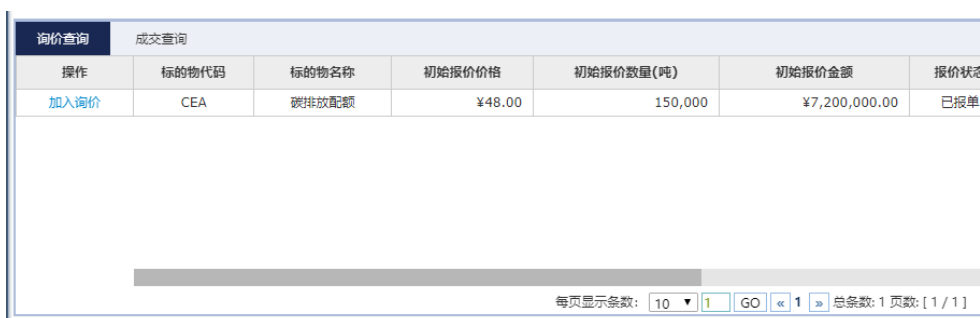 询价查询 成交查询
操作 标的物代码 标的物名称 初始报价价格 初始报价数量(吨) 初始报价金额 报价状态
加入询价 CEA 碳排放配额 ¥48.00 150,000 ¥7,200,000.00 已报单
每页显示条数: 10 ▼ 1 GO « 1 » 总条数: 1 页数: [ 1 / 1 ]